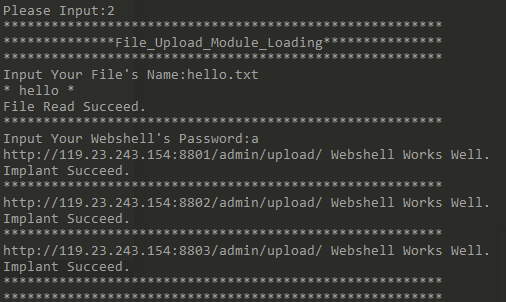 Please Input:2
*******************************************************
**************File_Upload_Module_Loading***************
*******************************************************
Input Your File's Name:hello.txt
* hello *
File Read Succeed.
*******************************************************
Input Your Webshell's Password:a
http://119.23.243.154:8801/admin/upload/ Webshell Works Well.
Implant Succeed.
*******************************************************
http://119.23.243.154:8802/admin/upload/ Webshell Works Well.
Implant Succeed.
*******************************************************
http://119.23.243.154:8803/admin/upload/ Webshell Works Well.
Implant Succeed.
*******************************************************
*******************************************************